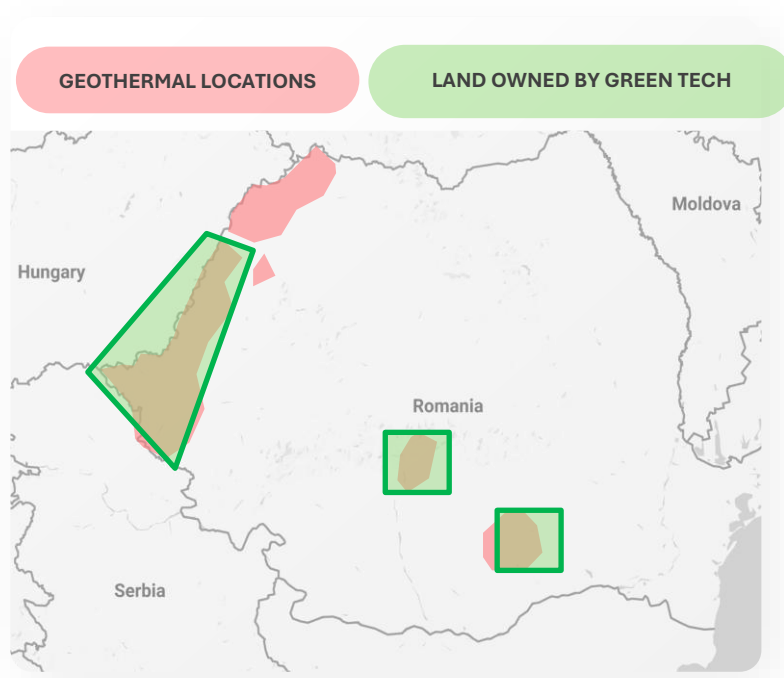 GEOTHERMAL LOCATIONS
LAND OWNED BY GREEN TECH
Moldova
Hungary
Romania
Serbia